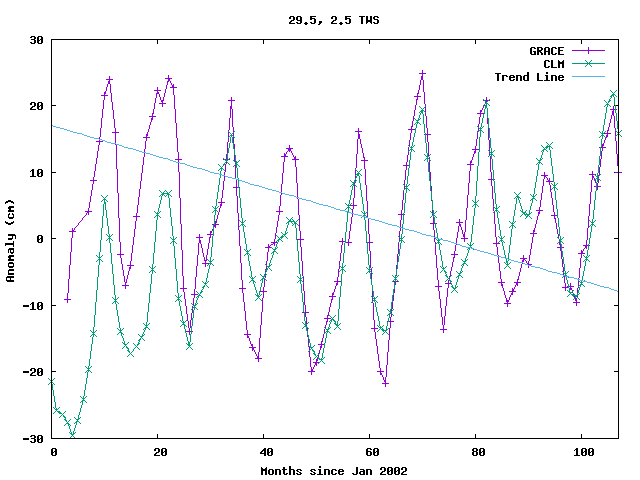 29.5, 2.5 TWS
GRACE
CLM
Trend Line
30
20
10
0
-10
-20
-30
Anomaly (cm)
0 20 40 60 80 100
Months since Jan 2002